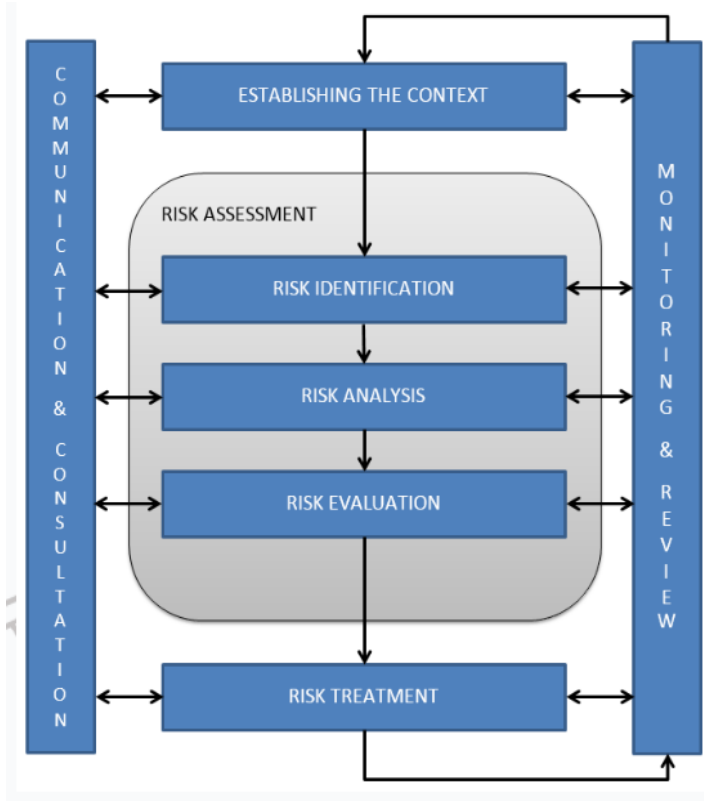 COMMUNICATION & CONSULTATION
ESTABLISHING THE CONTEXT
RISK ASSESSMENT
RISK IDENTIFICATION
RISK ANALYSIS
RISK EVALUATION
RISK TREATMENT
MONITORING & REVIEW